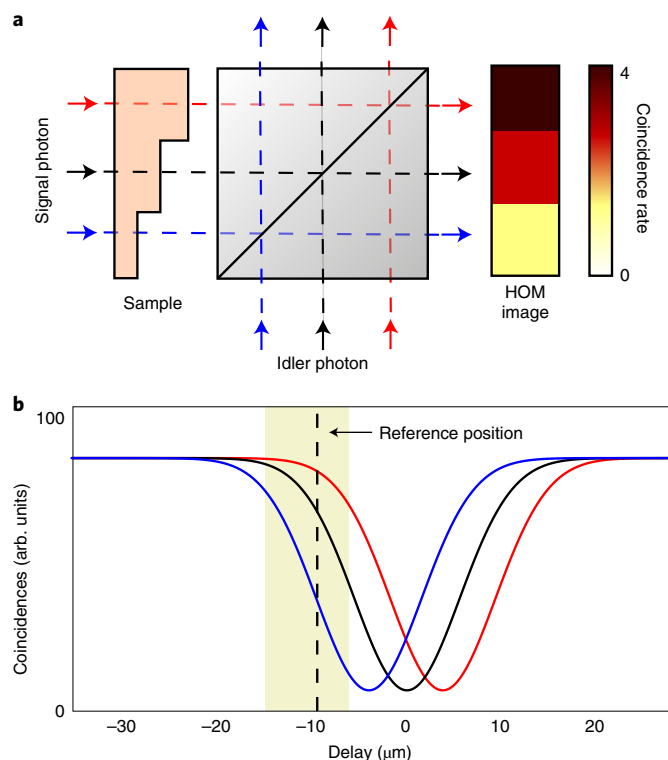 a
Signal photon
Sample
Idler photon
HOM
image
4
0
Coincidence rate
b
100
0
Coincidences (arb. units)
Reference position
−30
−20
−10
0
10
20
Delay (μm)